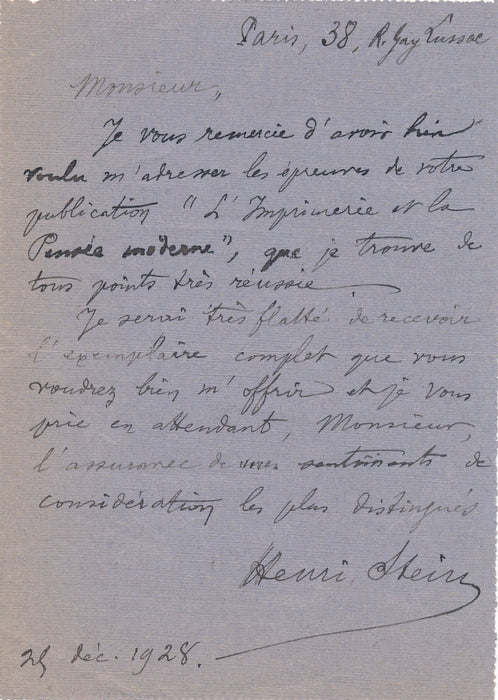 Paris, 38, R. Gay Lussac
Monsieur,
Je vous remercie d'avoir bien
voulu m'adresser les épreuves de votre
publication "L'Imprimerie et la
Pensée moderne", que je trouve de
tous points très réussie.
Je serai très flatté de recevoir
l'exemplaire complet que vous
voudrez bien m'offrir et je vous
prie en attendant, Monsieur,
l'assurance de mes sentiments de
considération les plus distingués
Henri Stein
déc. 1928.